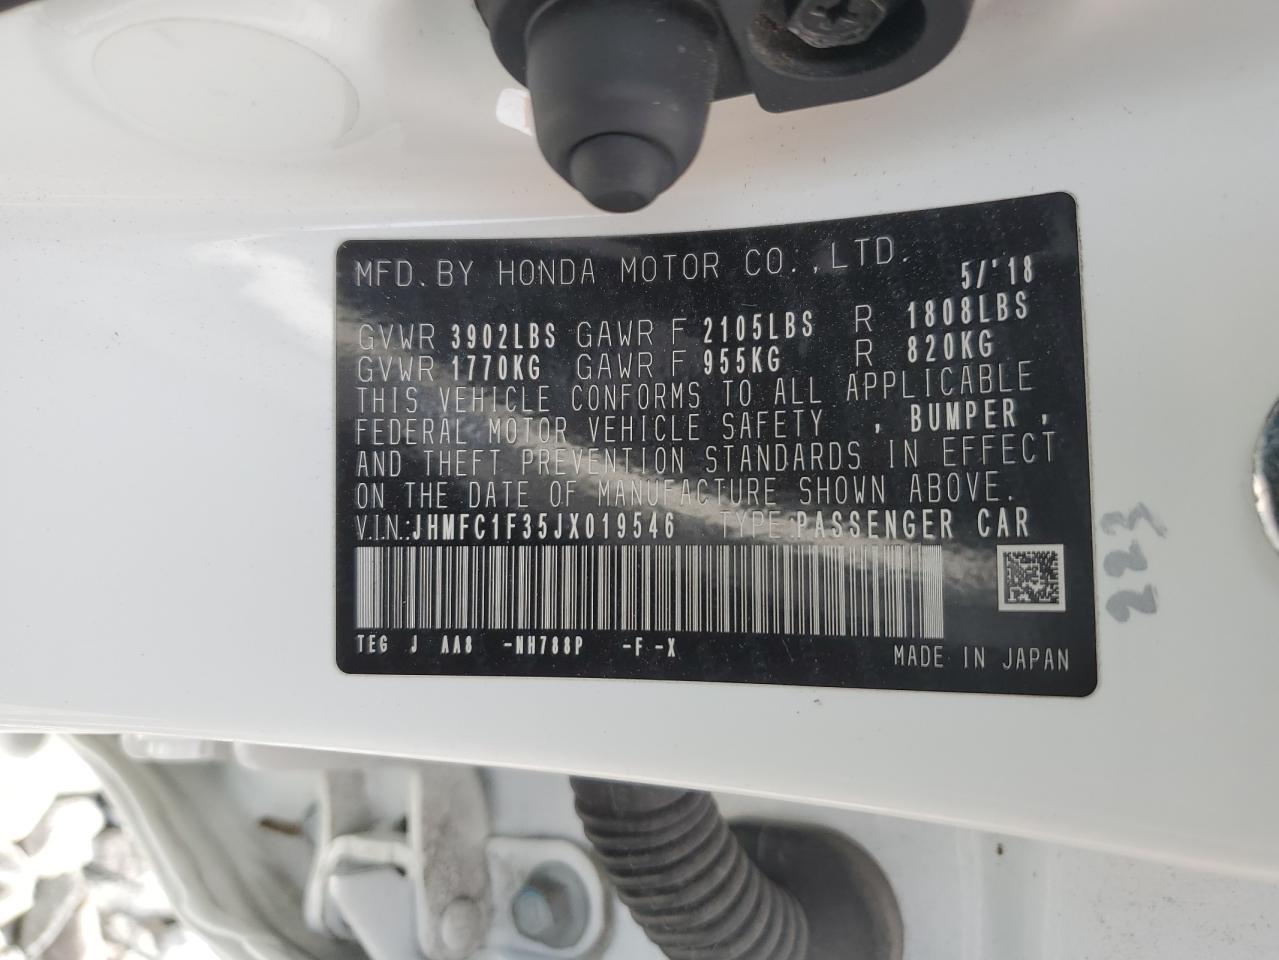 MFD. BY HONDA MOTOR CO.,LTD. 5/'18
GVWR 3902LBS GAWR F 2105LBS R 1808LBS
GVWR 1770KG GAWR F 955KG R 820KG
THIS VEHICLE CONFORMS TO ALL APPLICABLE
FEDERAL MOTOR VEHICLE SAFETY , BUMPER ,
AND THEFT PREVENTION STANDARDS IN EFFECT
ON THE DATE OF MANUFACTURE SHOWN ABOVE.
V.I.N.:JHMFC1F35JX019546 TYPE:PASSENGER CAR
TEG J AA8 -NH788P -F -X
MADE IN JAPAN
223